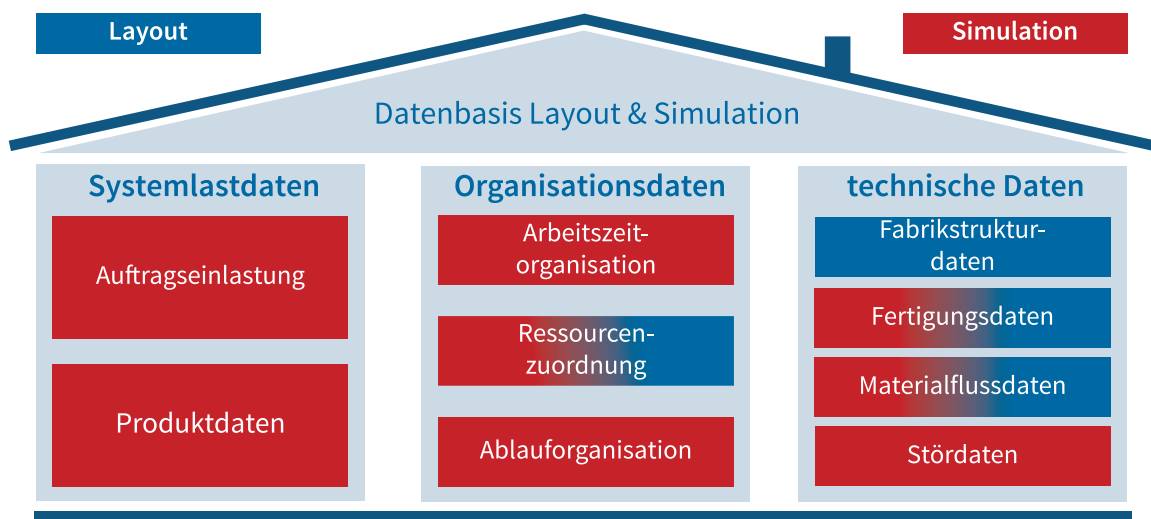 Layout
Simulation
Datenbasis Layout & Simulation
Systemlastdaten
Auftragseinlastung
Produktdaten
Organisationsdaten
Arbeitszeit-
organisation
Ressourcen-
zuordnung
Ablauforganisation
technische Daten
Fabrikstruktur-
daten
Fertigungsdaten
Materialflussdaten
Stördaten